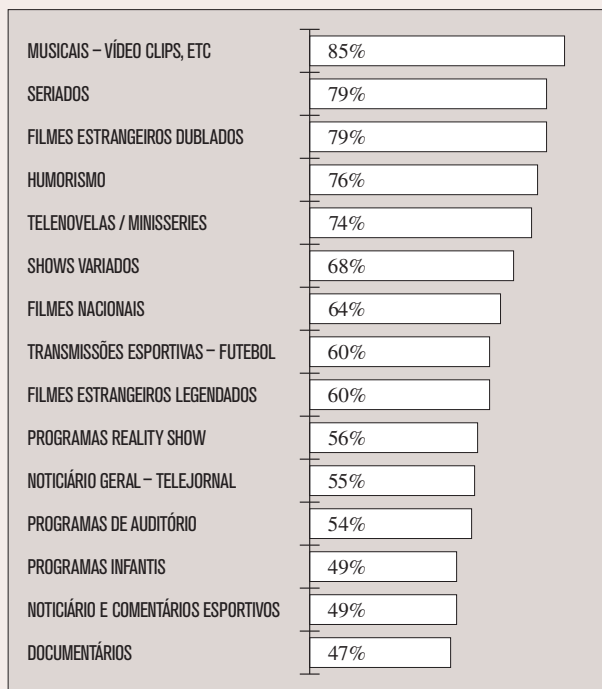 MUSICAIS – VÍDEO CLIPS, ETC 85%
SERIADOS 79%
FILMES ESTRANGEIROS DUBLADOS 79%
HUMORISMO 76%
TELENOVELAS / MINISSERIES 74%
SHOWS VARIADOS 68%
FILMES NACIONAIS 64%
TRANSMISSÕES ESPORTIVAS – FUTEBOL 60%
FILMES ESTRANGEIROS LEGENDADOS 60%
PROGRAMAS REALITY SHOW 56%
NOTICIÁRIO GERAL – TELEJORNAL 55%
PROGRAMAS DE AUDITÓRIO 54%
PROGRAMAS INFANTIS 49%
NOTICIÁRIO E COMENTÁRIOS ESPORTIVOS 49%
DOCUMENTÁRIOS 47%